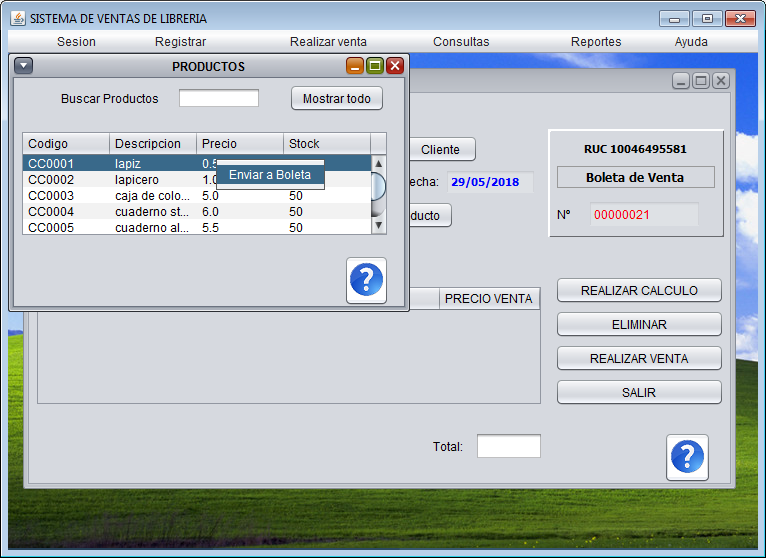 SISTEMA DE VENTAS DE LIBRERIA
Sesion Registrar Realizar venta Consultas Reportes Ayuda
PRODUCTOS
Buscar Productos Mostrar todo
Codigo Descripcion Precio Stock
CC0001 lapiz 0.5
Enviar a Boleta
CC0002 lapicero 1.0
CC0003 caja de colo... 5.0 50
CC0004 cuaderno st... 6.0 50
CC0005 cuaderno al... 5.5 50
?
Cliente
echa: 29/05/2018
ducto
RUC 10046495581
Boleta de Venta
Nº 00000021
PRECIO VENTA
REALIZAR CALCULO
ELIMINAR
REALIZAR VENTA
SALIR
Total:
?